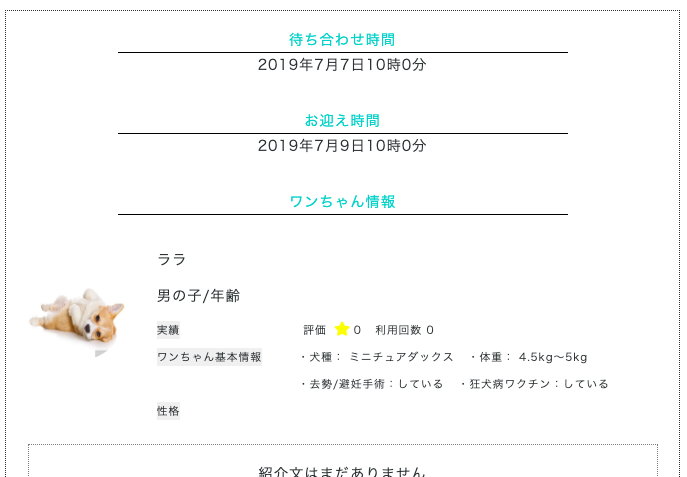 待ち合わせ時間
2019年7月7日10時0分
お迎え時間
2019年7月9日10時0分
ワンちゃん情報
ララ
男の子/年齢
実績 評価 0 利用回数 0
ワンちゃん基本情報 ・犬種： ミニチュアダックス ・体重： 4.5kg〜5kg
・去勢/避妊手術：している ・狂犬病ワクチン：している
性格
紹介文はまだありません